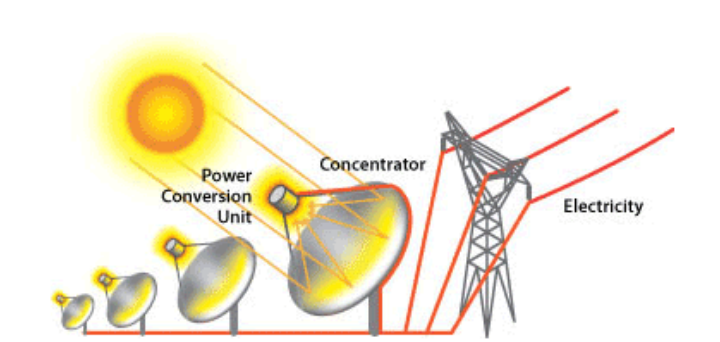 Concentrator
Power
Conversion
Unit
Electricity